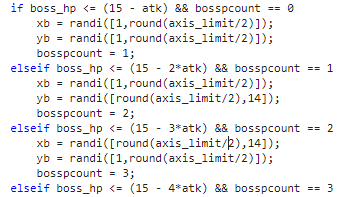 if boss_hp <= (15 - atk) && bosspcount == 0
xb = randi([1,round(axis_limit/2)]);
yb = randi([1,round(axis_limit/2)]);
bosspcount = 1;
elseif boss_hp <= (15 - 2*atk) && bosspcount == 1
xb = randi([1,round(axis_limit/2)]);
yb = randi([round(axis_limit/2),14]);
bosspcount = 2;
elseif boss_hp <= (15 - 3*atk) && bosspcount == 2
xb = randi([round(axis_limit/2),14]);
yb = randi([1,round(axis_limit/2)]);
bosspcount = 3;
elseif boss_hp <= (15 - 4*atk) && bosspcount == 3